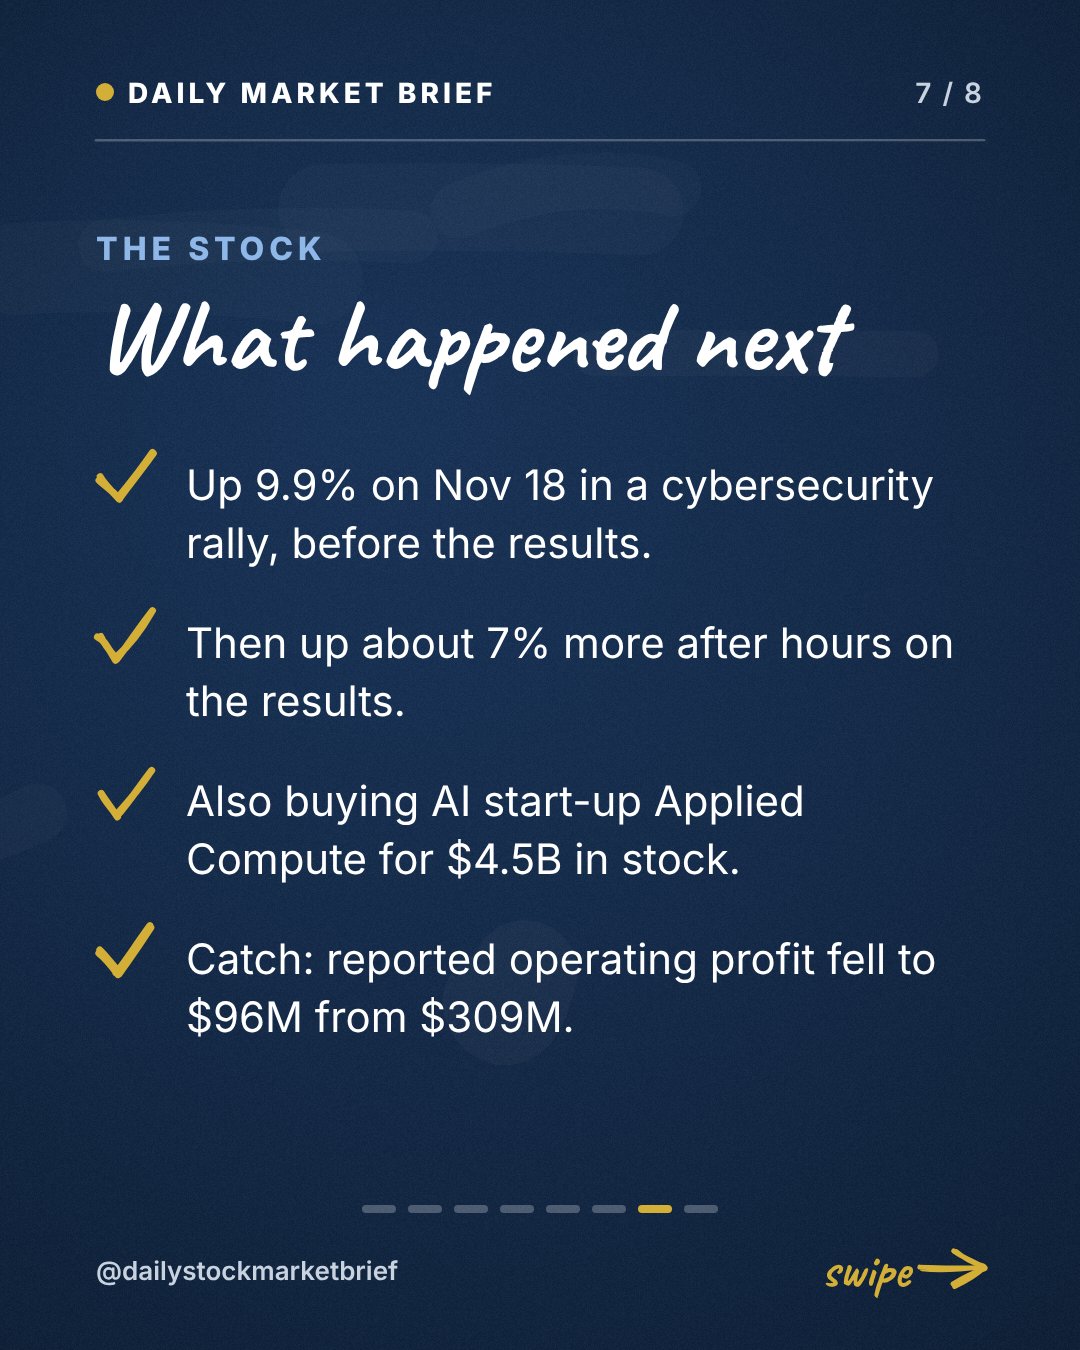 DAILY MARKET BRIEF
7 / 8
THE STOCK
What happened next
Up 9.9% on Nov 18 in a cybersecurity
rally, before the results.
Then up about 7% more after hours on
the results.
Also buying AI start-up Applied
Compute for $4.5B in stock.
Catch: reported operating profit fell to
$96M from $309M.
@dailystockmarketbrief
swipe